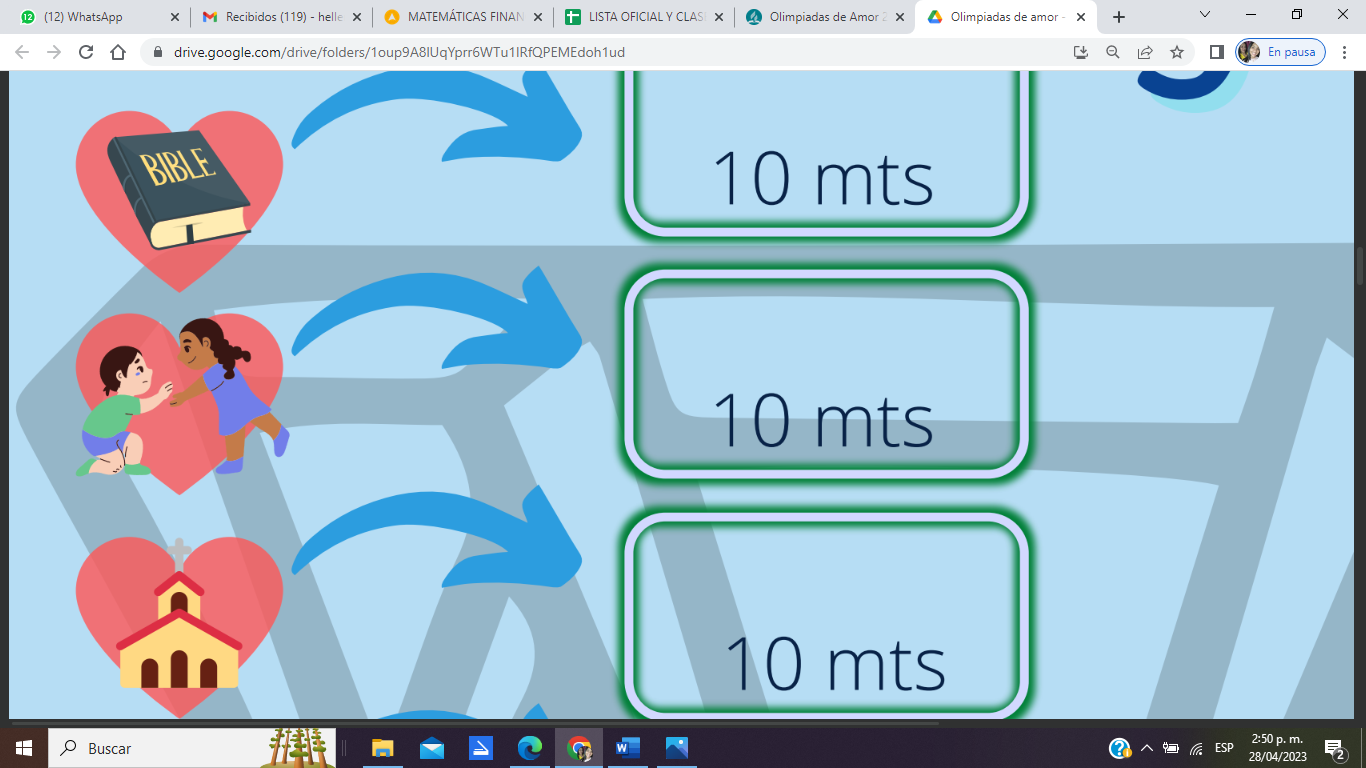 (12) WhatsApp
Recibidos (119) - helle
MATEMÁTICAS FINAN
LISTA OFICIAL Y CLAS
Olimpiadas de Amor 2
Olimpiadas de amor -
drive.google.com/drive/folders/1oup9A8IUqYprr6WTu1IRfQPEMEdoh1ud
En pausa
BIBLE
10 mts
10 mts
10 mts
Buscar
ESP
2:50 p. m.
28/04/2023
2